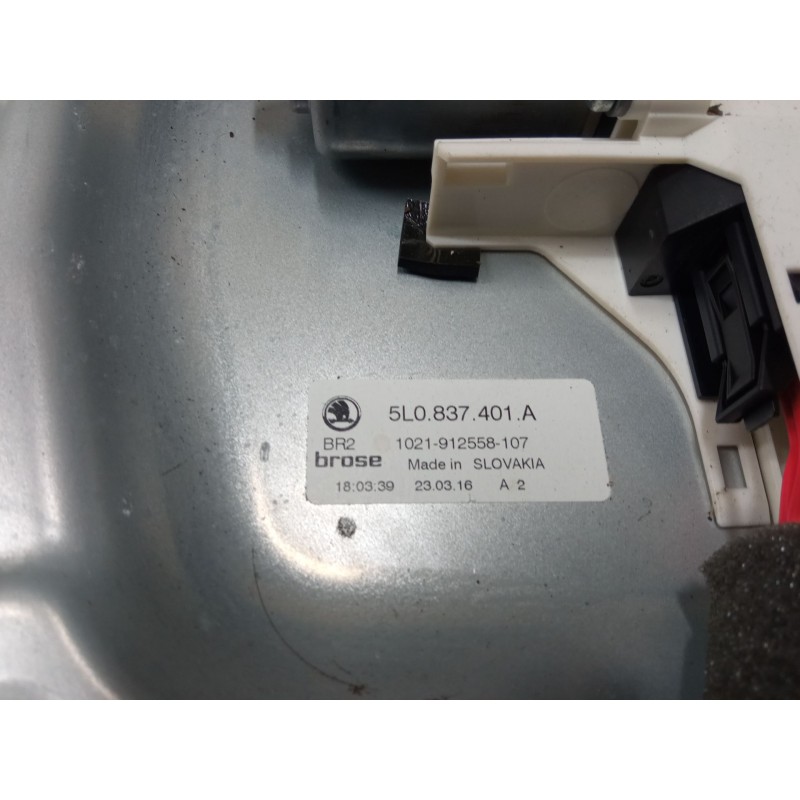 5L0.837.401.A
BR2 1021-912558-107
brose Made in SLOVAKIA
18:03:39 23.03.16 A 2